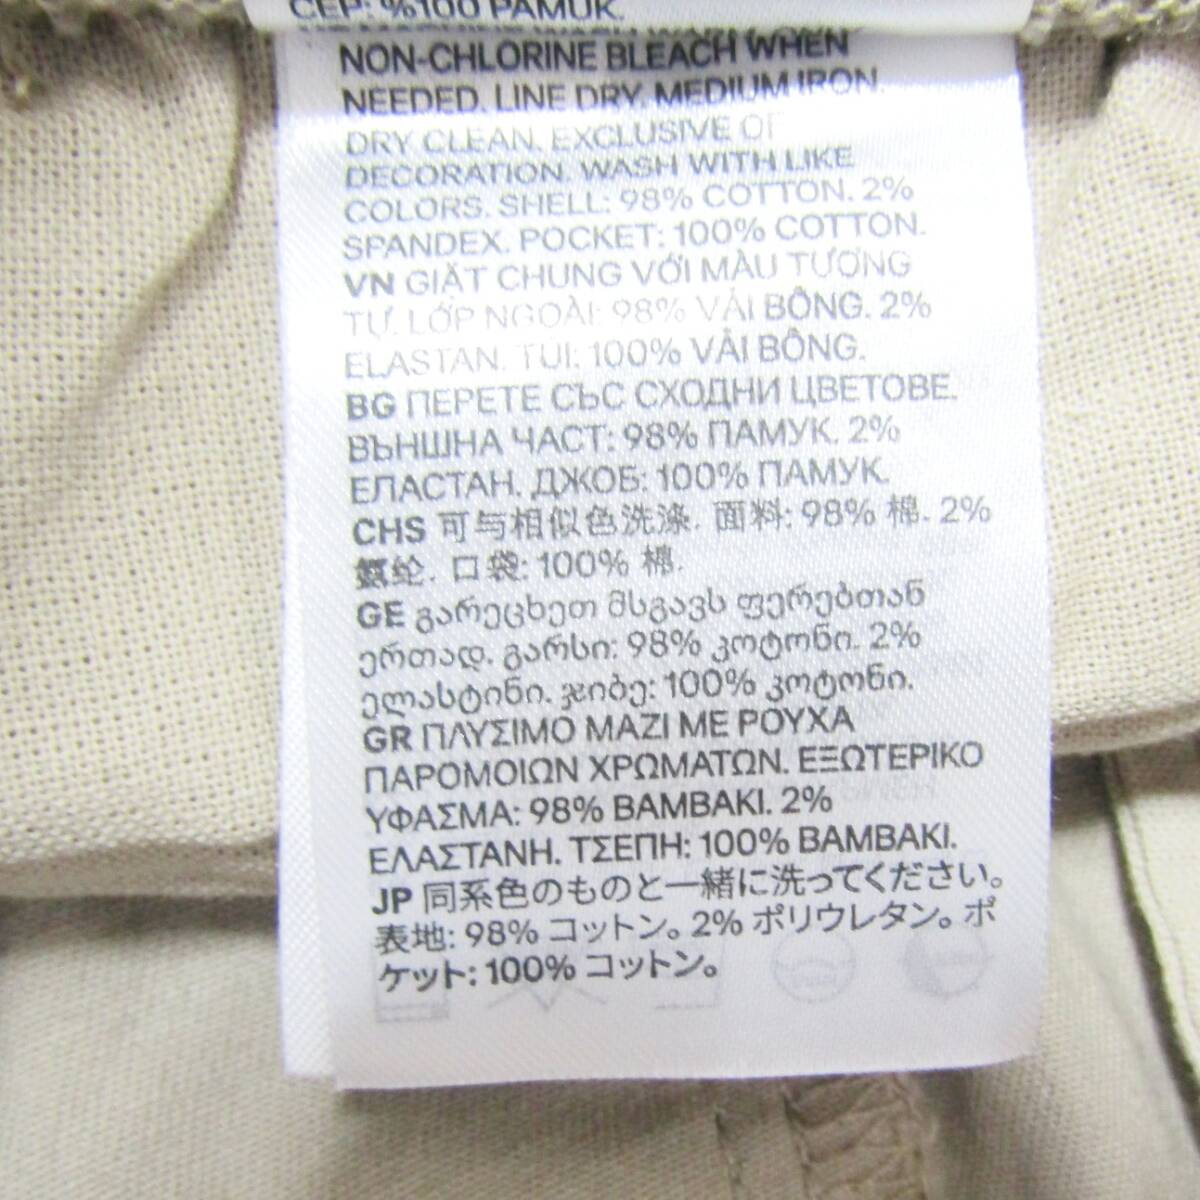 CEP: %100 PAMUK.
NON-CHLORINE BLEACH WHEN
NEEDED. LINE DRY. MEDIUM IRON.
DRY CLEAN. EXCLUSIVE OF
DECORATION. WASH WITH LIKE
COLORS. SHELL: 98% COTTON. 2%
SPANDEX. POCKET: 100% COTTON.
VN GIẶT CHUNG VỚI MÀU TƯƠNG
TỰ. LỚP NGOÀI: 98% VẢI BÔNG. 2%
ELASTAN. TÚI: 100% VẢI BÔNG.
BG ПЕРЕТЕ СЪС СХОДНИ ЦВЕТОВЕ.
ВЪНШНА ЧАСТ: 98% ПАМУК. 2%
ЕЛАСТАН. ДЖОБ: 100% ПАМУК.
CHS 可与相似色洗涤. 面料: 98% 棉. 2%
氨纶. 口袋: 100% 棉.
GE გარეცხეთ მსგავს ფერებთან
ერთად. გარსი: 98% კოტონი. 2%
ელასტინი. ჯიბე: 100% კოტონი.
GR ΠΛΥΣΙΜΟ ΜΑΖΙ ΜΕ ΡΟΥΧΑ
ΠΑΡΟΜΟΙΩΝ ΧΡΩΜΑΤΩΝ. ΕΞΩΤΕΡΙΚΟ
ΥΦΑΣΜΑ: 98% ΒΑΜΒΑΚΙ. 2%
ΕΛΑΣΤΑΝΗ. ΤΣΕΠΗ: 100% ΒΑΜΒΑΚΙ.
JP 同系色のものと一緒に洗ってください。
表地: 98% コットン。2% ポリウレタン。ポ
ケット: 100% コットン。